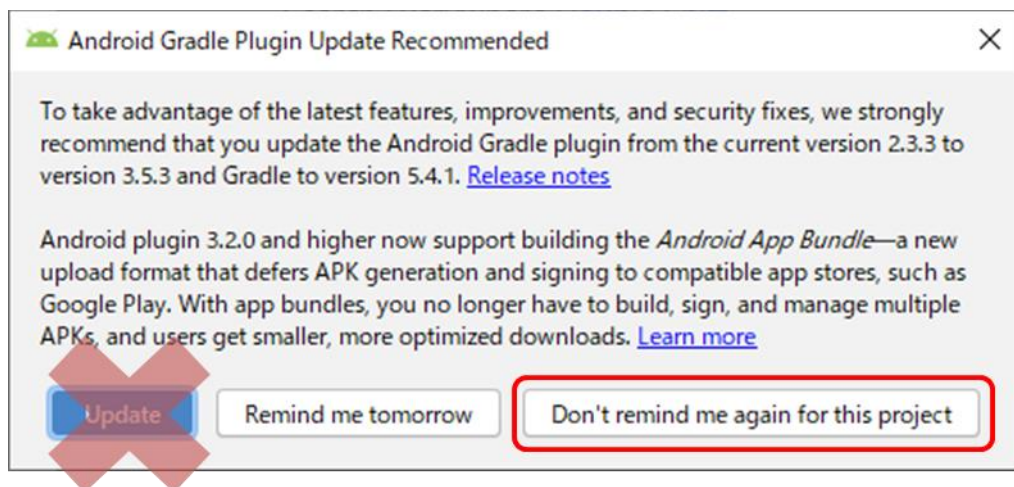 Android Gradle Plugin Update Recommended
To take advantage of the latest features, improvements, and security fixes, we strongly
recommend that you update the Android Gradle plugin from the current version 2.3.3 to
version 3.5.3 and Gradle to version 5.4.1. Release notes
Android plugin 3.2.0 and higher now support building the Android App Bundle—a new
upload format that defers APK generation and signing to compatible app stores, such as
Google Play. With app bundles, you no longer have to build, sign, and manage multiple
APKs, and users get smaller, more optimized downloads. Learn more
Update Remind me tomorrow Don't remind me again for this project